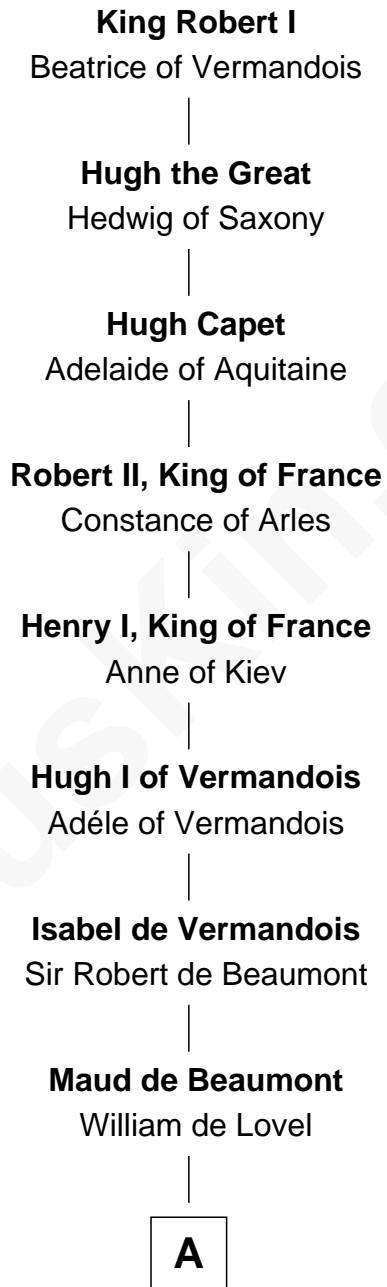 King Robert I
Beatrice of Vermandois
Hugh the Great
Hedwig of Saxony
Hugh Capet
Adelaide of Aquitaine
Robert II, King of France
Constance of Arles
Henry I, King of France
Anne of Kiev
Hugh I of Vermandois
Adéle of Vermandois
Isabel de Vermandois
Sir Robert de Beaumont
Maud de Beaumont
William de Lovel
A